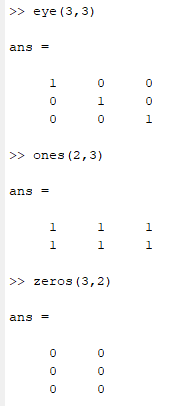 >> eye(3,3)
ans =
1 0 0
0 1 0
0 0 1
>> ones(2,3)
ans =
1 1 1
1 1 1
>> zeros(3,2)
ans =
0 0
0 0
0 0